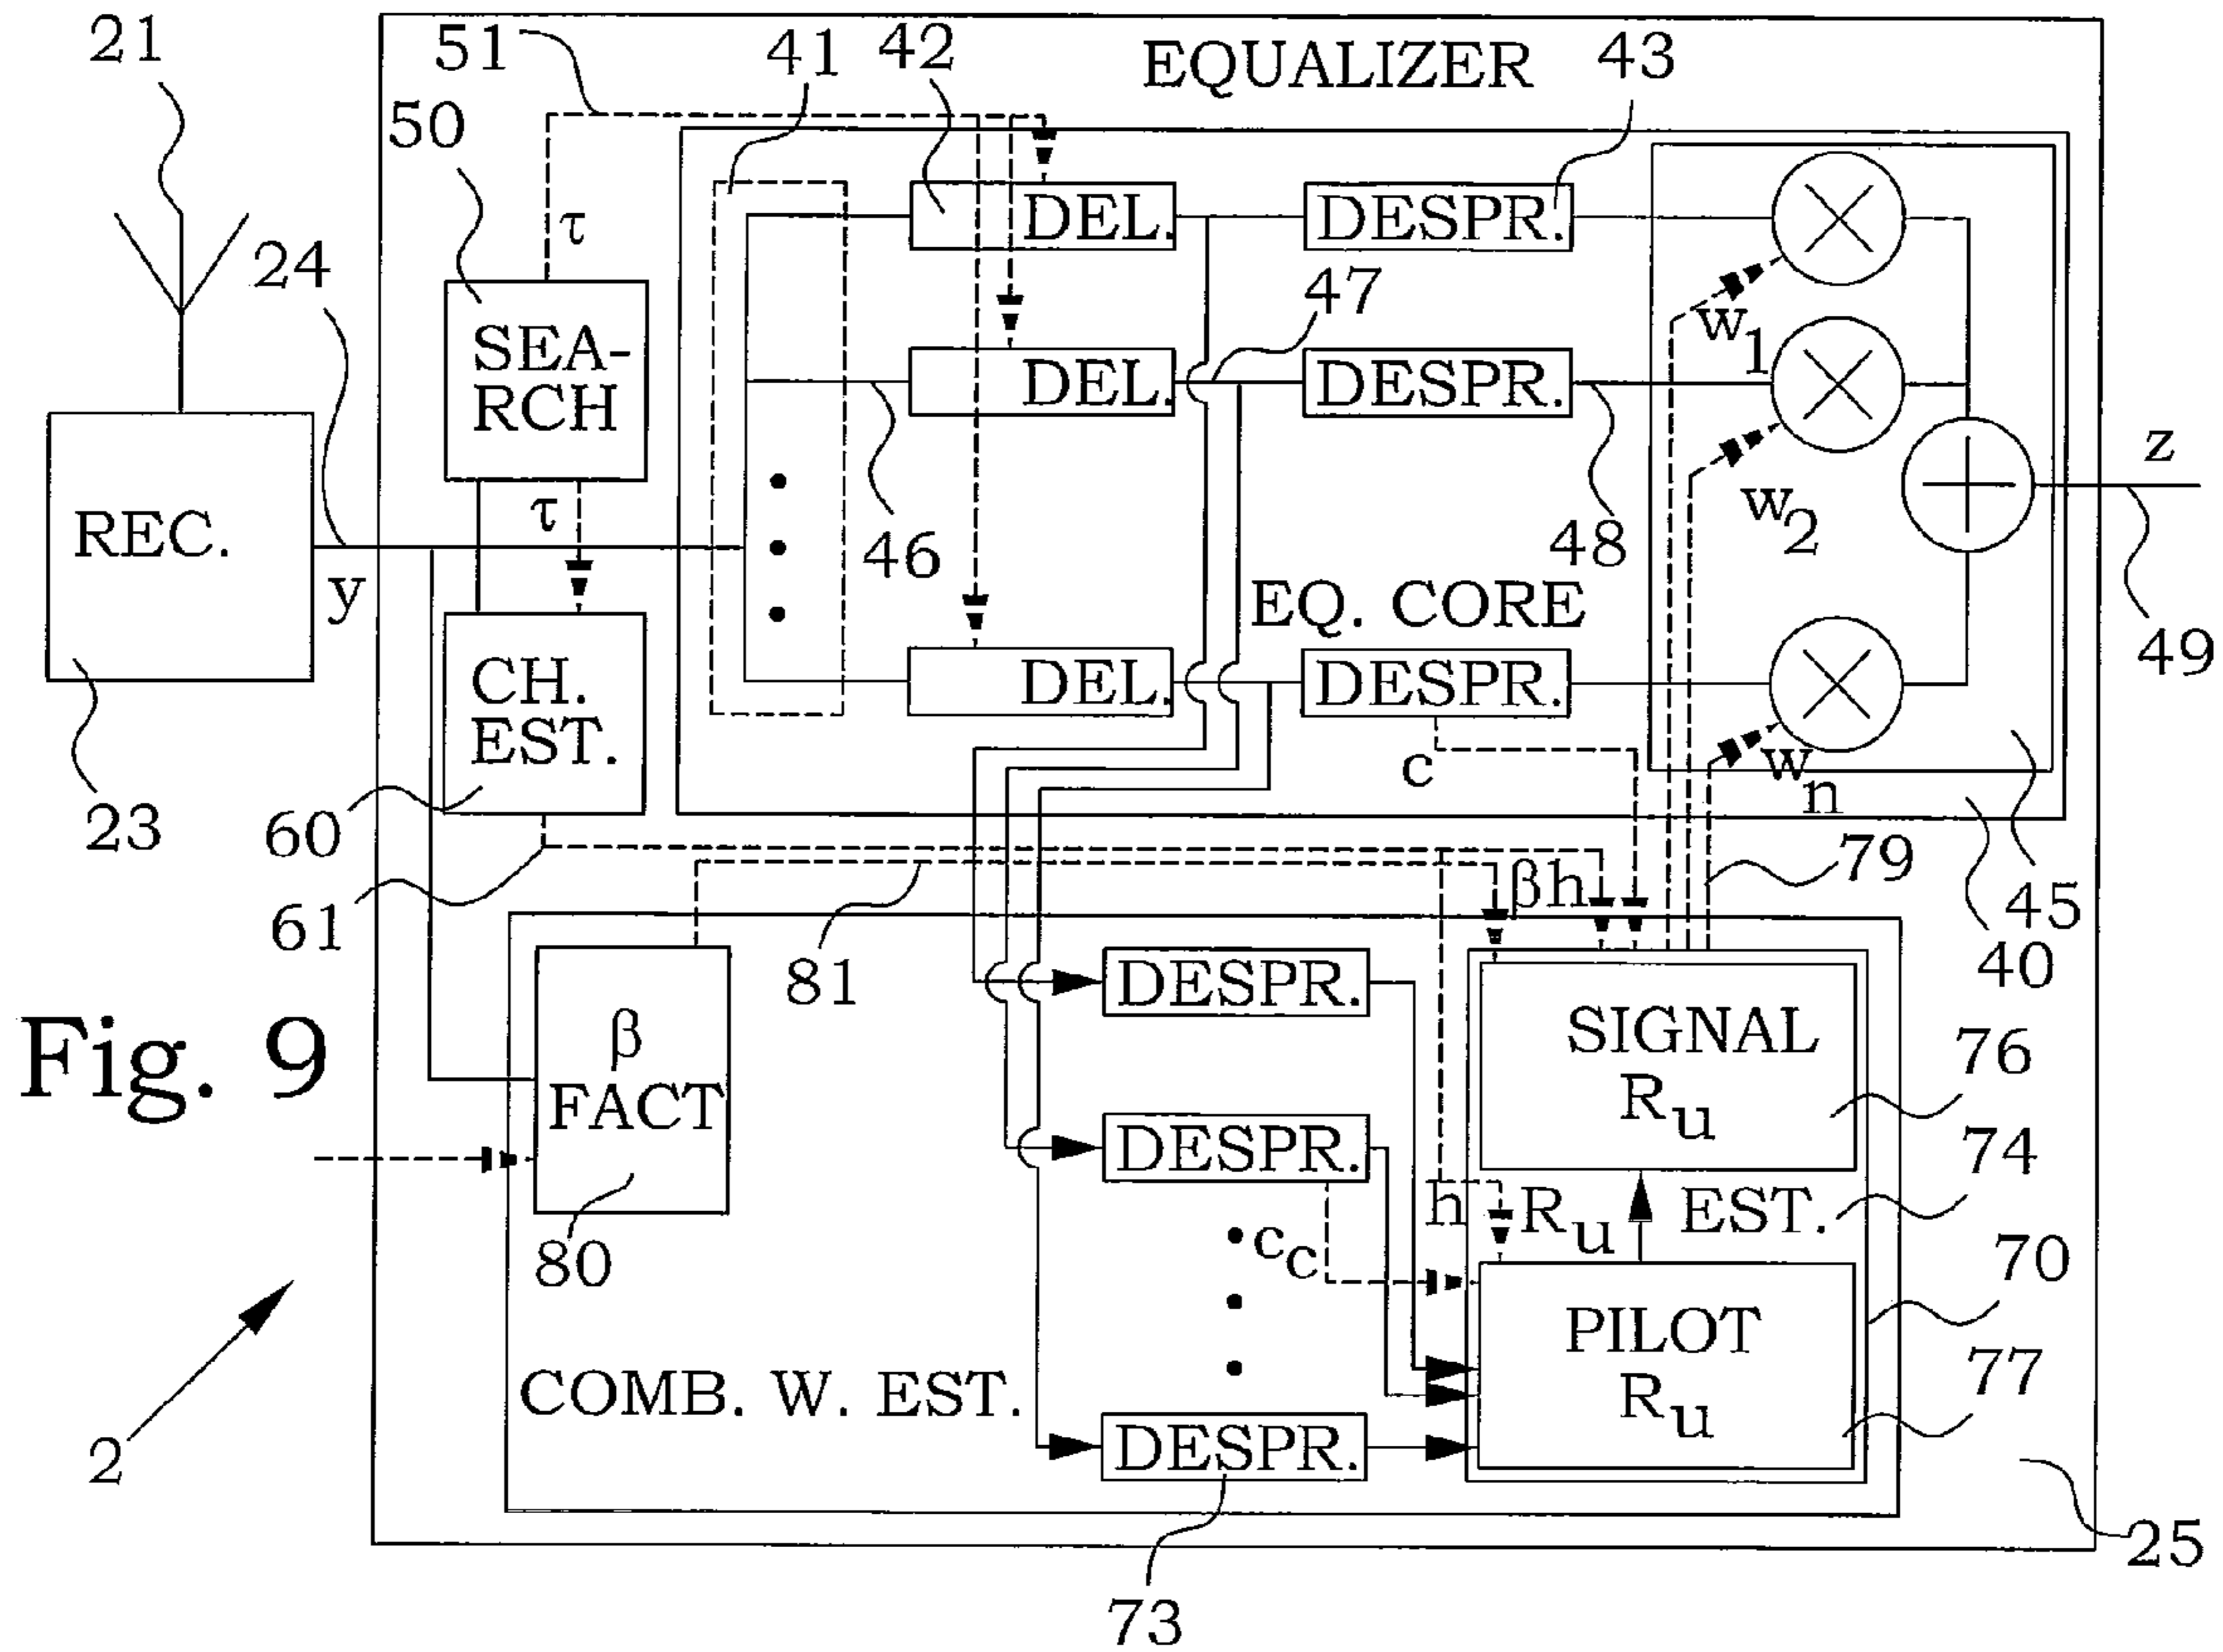 21
51
41
42
EQUALIZER
43
50
τ
DEL.
DESPR.
24
47
w1
SEA-
RCH
DEL.
DESPR.
z
τ
46
48
w2
REC.
y
EQ. CORE
49
CH.
EST.
DEL.
DESPR.
c
wn
23
60
79
61
βh
45
40
81
DESPR.
Fig. 9
β
FACT
SIGNAL
Ru
76
DESPR.
74
h
Ru
EST.
80
cc
70
PILOT
Ru
77
COMB. W. EST.
2
DESPR.
25
73